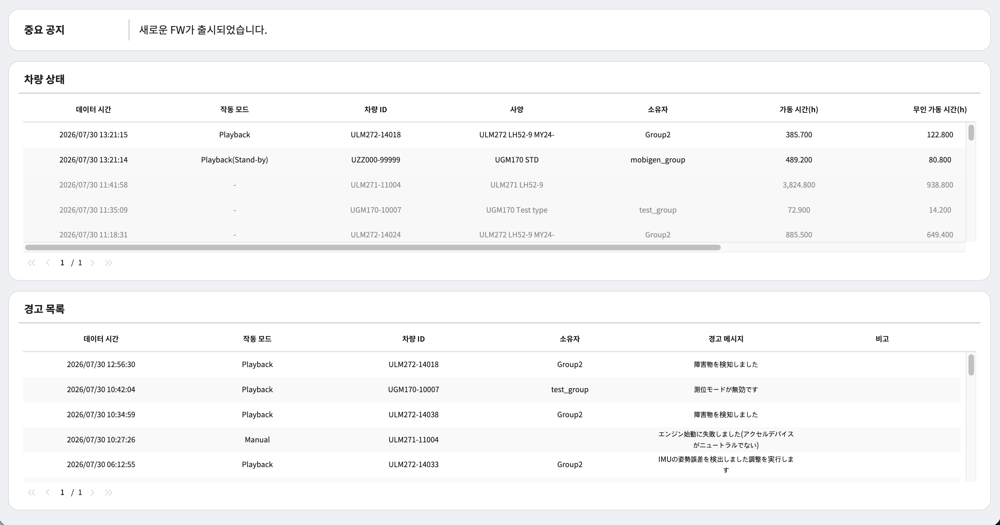 중요 공지
새로운 FW가 출시되었습니다.
차량 상태
데이터 시간 작동 모드 차량 ID 사양 소유자 가동 시간(h) 무인 가동 시간(h)
2026/07/30 13:21:15 Playback ULM272-14018 ULM272 LH52-9 MY24- Group2 385.700 122.800
2026/07/30 13:21:14 Playback(Stand-by) UZZ000-99999 UGM170 STD mobigen_group 489.200 80.800
2026/07/30 11:41:58 - ULM271-11004 ULM271 LH52-9 3,824.800 938.800
2026/07/30 11:35:09 - UGM170-10007 UGM170 Test type test_group 72.900 14.200
2026/07/30 11:18:31 - ULM272-14024 ULM272 LH52-9 MY24- Group2 885.500 649.400
1 / 1
경고 목록
데이터 시간 작동 모드 차량 ID 소유자 경고 메시지 비고
2026/07/30 12:56:30 Playback ULM272-14018 Group2 障害物を検知しました
2026/07/30 10:42:04 Playback UGM170-10007 test_group 測位モードが無効です
2026/07/30 10:34:59 Playback ULM272-14038 Group2 障害物を検知しました
2026/07/30 10:27:26 Manual ULM271-11004 エンジン始動に失敗しました(アクセルデバイス
がニュートラルでない)
2026/07/30 06:12:55 Playback ULM272-14033 Group2 IMUの姿勢誤差を検出しました調整を実行しま
す
1 / 1